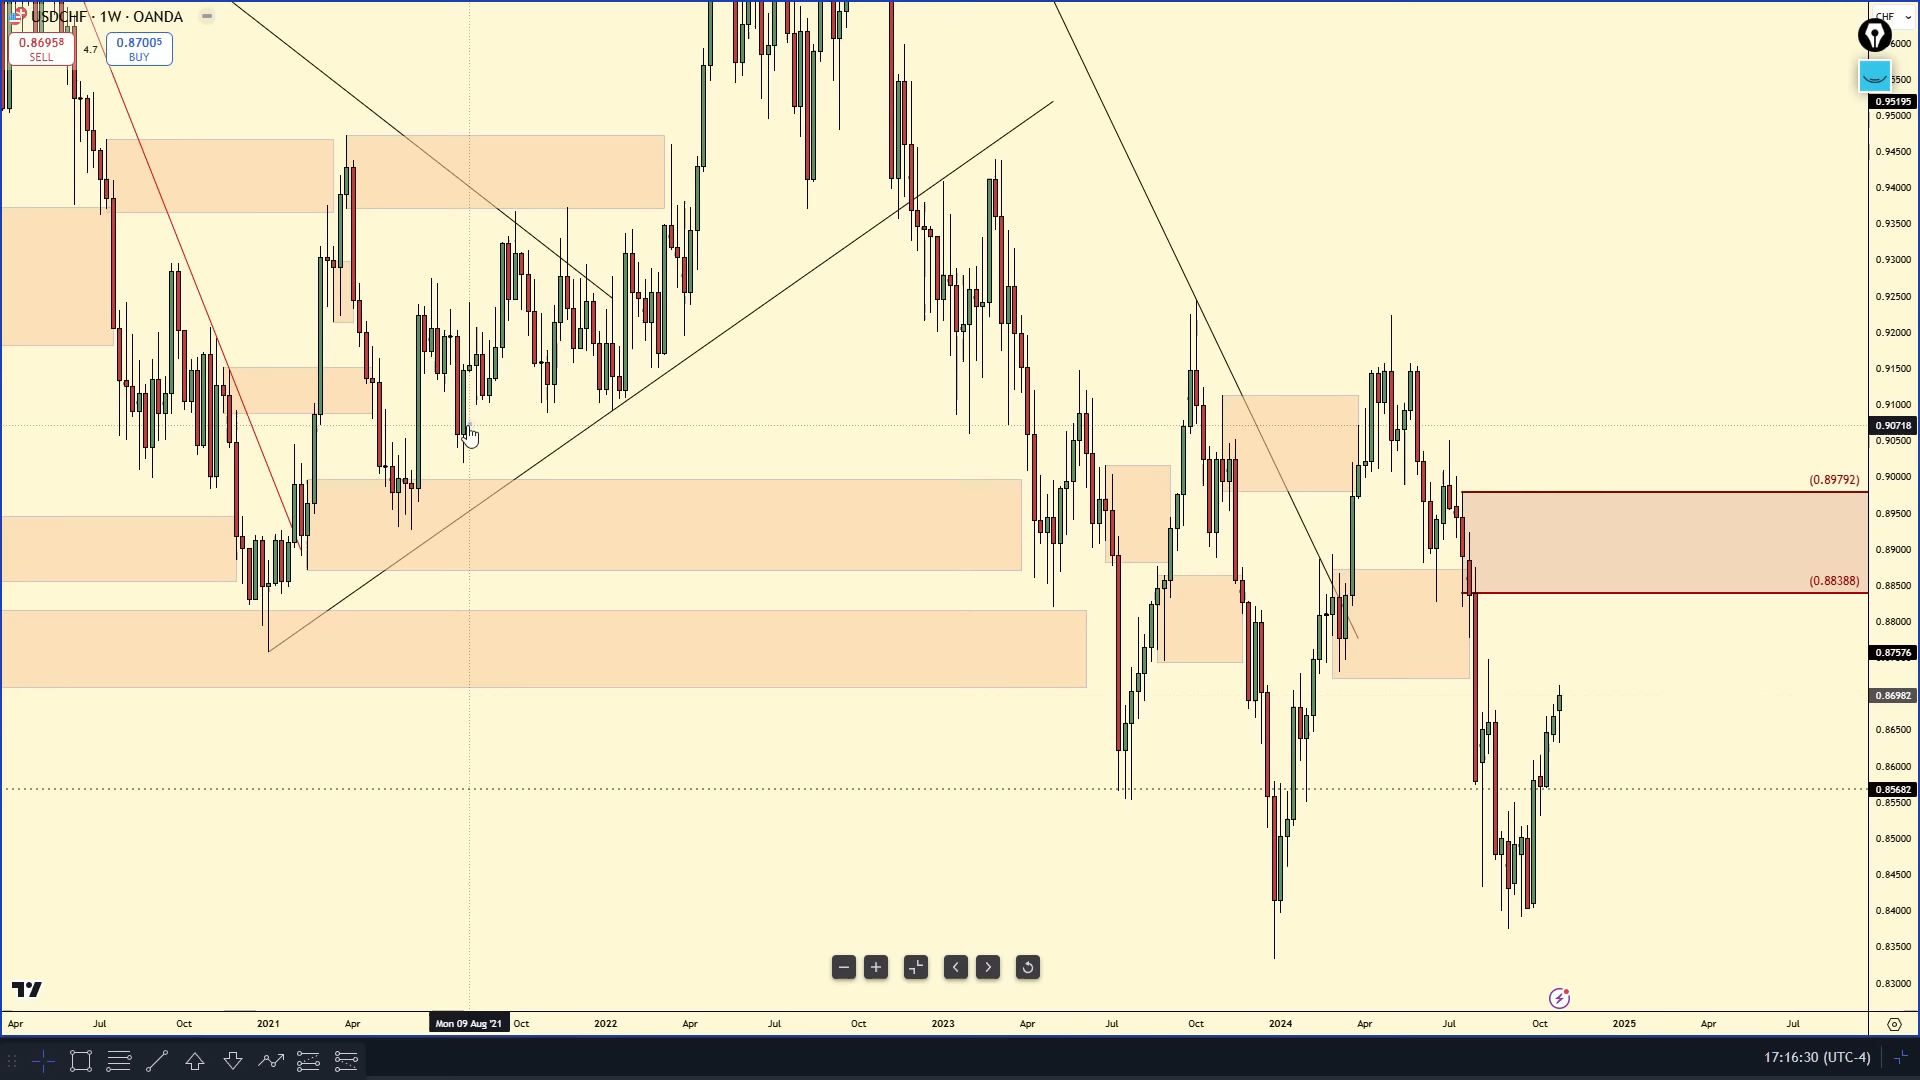 USDCHF · 1W · OANDA
CHF
0.86958
SELL
4.7
0.87005
BUY
0.95195
0.95000
0.94500
0.94000
0.93500
0.93000
0.92500
0.92000
0.91500
0.91000
0.90718
0.90500
0.90000
(0.89792)
0.89500
0.89000
(0.88388)
0.88500
0.88000
0.87576
0.86982
0.86500
0.86000
0.85682
0.85500
0.85000
0.84500
0.84000
0.83500
0.83000
Apr
Jul
Oct
2021
Apr
Mon 09 Aug '21
Oct
2022
Apr
Jul
Oct
2023
Apr
Jul
Oct
2024
Apr
Jul
Oct
2025
Apr
Jul
17:16:30 (UTC-4)